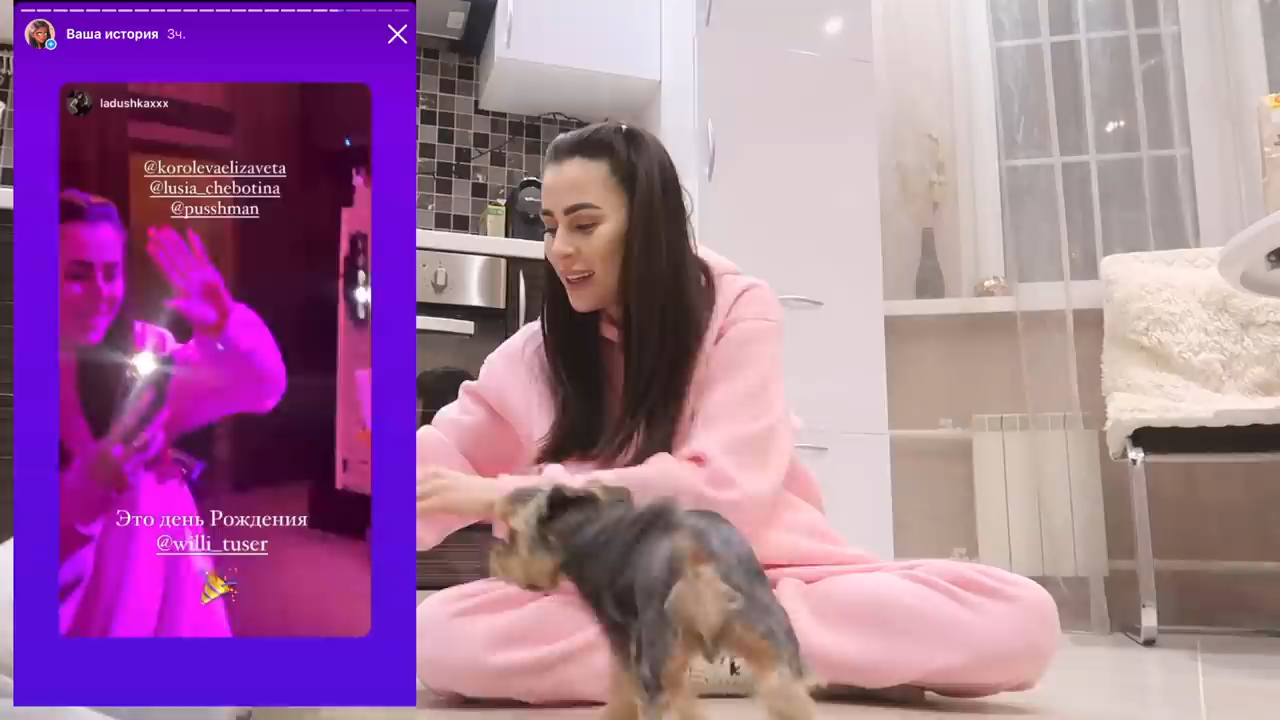 Ваша история 3ч.
ladushkaxxx
@korolevaelizaveta
@lusia_chebotina
@pusshman
Это день Рождения
@willi_tuser